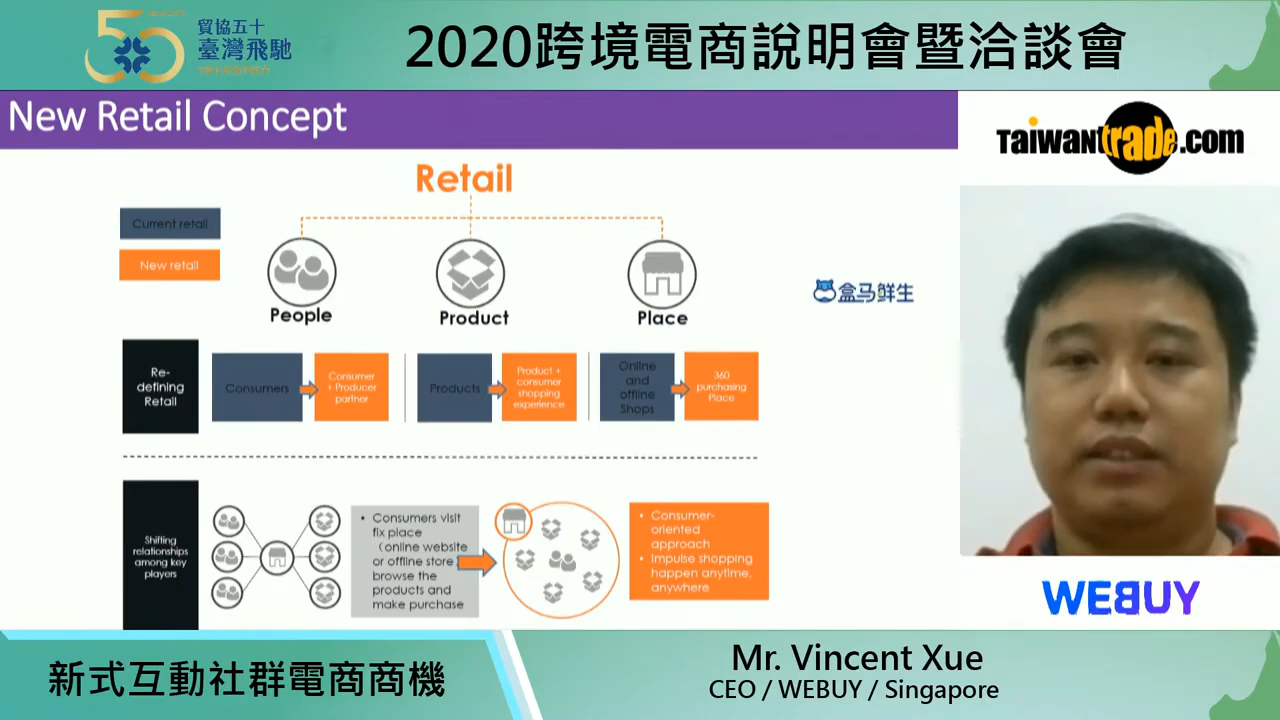 50
貿協五十
臺灣飛馳
2020跨境電商說明會暨洽談會
New Retail Concept
Taiwantrade.com
Retail
Current retail
New retail
People
Product
Place
盒马鲜生
Re-
defining
Retail
Consumers
Consumer
+ Producer
partner
Products
Product +
consumer
shopping
experience
Online
and
offline
Shops
360
purchasing
Place
Shifting
relationships
among key
players
• Consumers visit
fix place
(online website
or offline store
browse the
products and
make purchase
• Consumer-
oriented
approach
• Impulse shopping
happen anytime,
anywhere
WEBUY
新式互動社群電商商機
Mr. Vincent Xue
CEO / WEBUY / Singapore